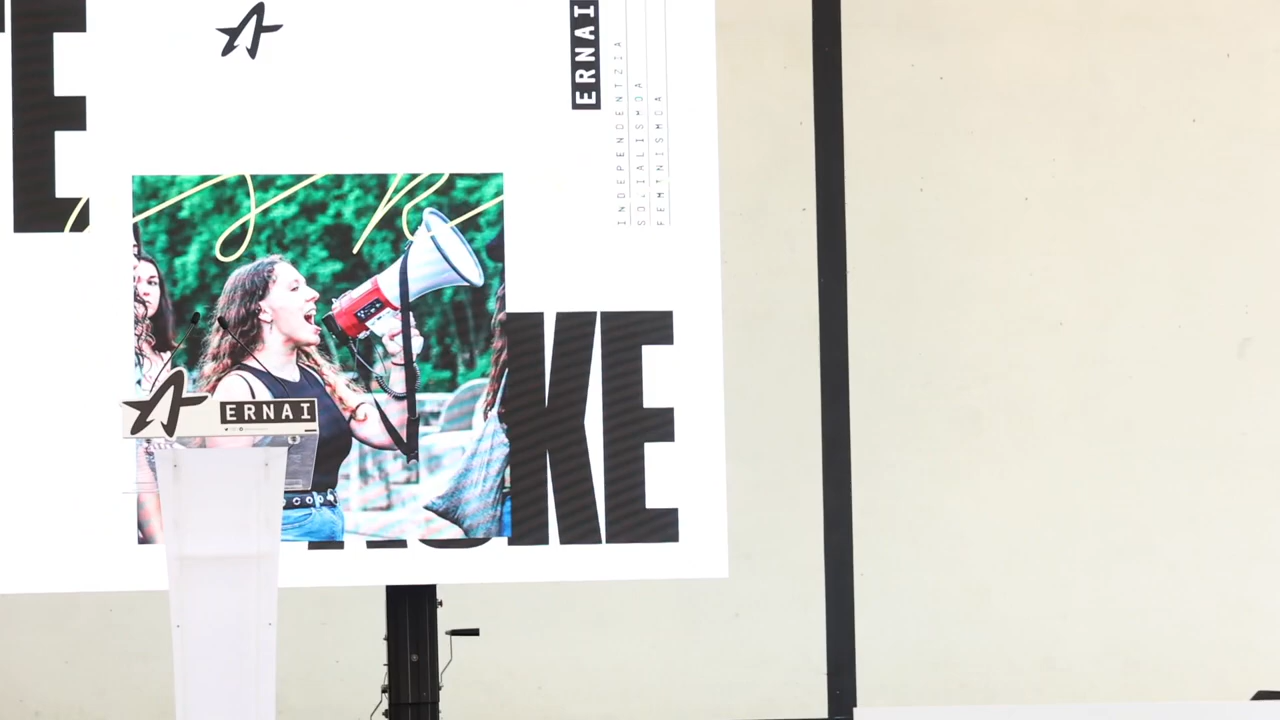 E
ERNAI
INDEPENDENTZIA
SOZIALISMOA
FEMINISMOA
ERNAI
KE